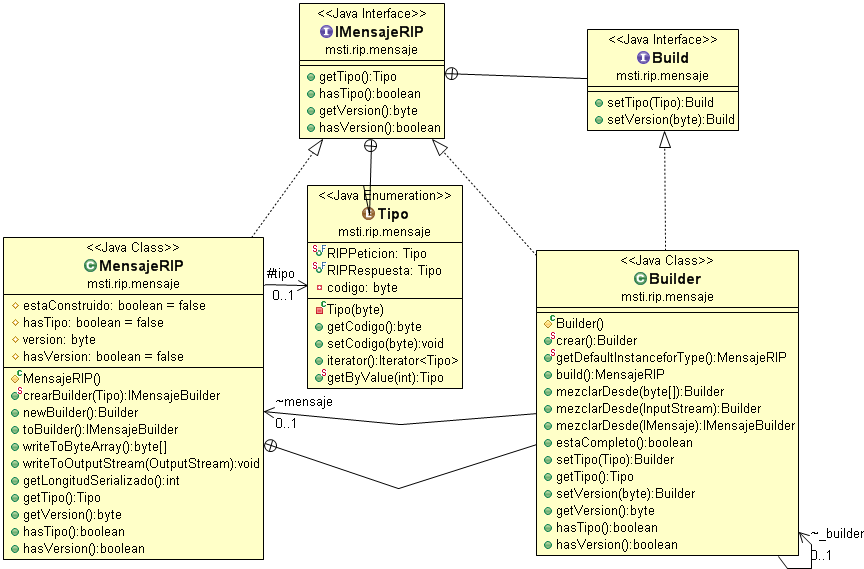 <<Java Interface>>
IMensajeRIP
msti.rip.mensaje
getTipo():Tipo
hasTipo():boolean
getVersion():byte
hasVersion():boolean
<<Java Interface>>
Build
msti.rip.mensaje
setTipo(Tipo):Build
setVersion(byte):Build
<<Java Enumeration>>
Tipo
msti.rip.mensaje
RIPPeticion: Tipo
RIPRespuesta: Tipo
codigo: byte
Tipo(byte)
getCodigo():byte
setCodigo(byte):void
iterator():Iterator<Tipo>
getByValue(int):Tipo
<<Java Class>>
MensajeRIP
msti.rip.mensaje
estaConstruido: boolean = false
hasTipo: boolean = false
version: byte
hasVersion: boolean = false
MensajeRIP()
crearBuilder(Tipo):IMensajeBuilder
newBuilder():Builder
toBuilder():IMensajeBuilder
writeToByteArray():byte[]
writeToOutputStream(OutputStream):void
getLongitudSerializado():int
getTipo():Tipo
getVersion():byte
hasTipo():boolean
hasVersion():boolean
#tipo
0..1
~mensaje
0..1
<<Java Class>>
Builder
msti.rip.mensaje
Builder()
crear():Builder
getDefaultInstanceforType():MensajeRIP
build():MensajeRIP
mezclarDesde(byte[]):Builder
mezclarDesde(InputStream):Builder
mezclarDesde(IMensaje):IMensajeBuilder
estaCompleto():boolean
setTipo(Tipo):Builder
getTipo():Tipo
setVersion(byte):Builder
getVersion():byte
hasTipo():boolean
hasVersion():boolean
~_builder
0..1